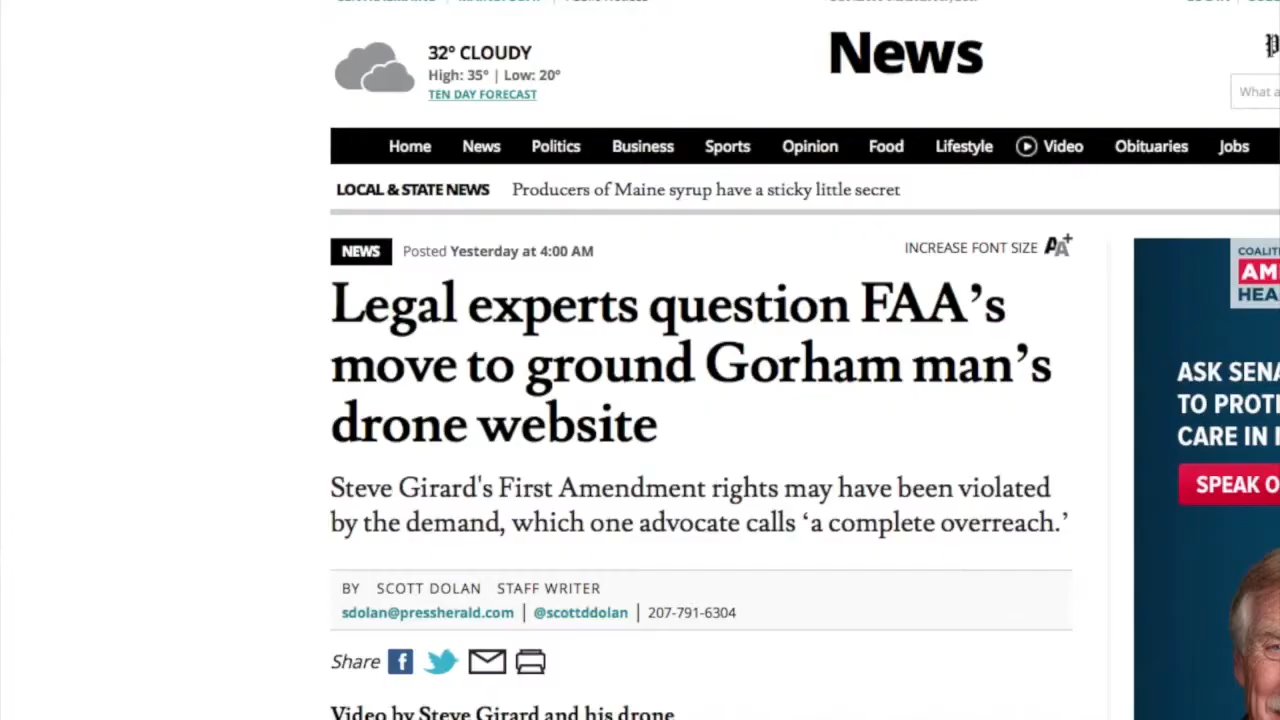 32° CLOUDY
High: 35° | Low: 20°
TEN DAY FORECAST
News
What a
Home News Politics Business Sports Opinion Food Lifestyle Video Obituaries Jobs
LOCAL & STATE NEWS Producers of Maine syrup have a sticky little secret
NEWS Posted Yesterday at 4:00 AM
INCREASE FONT SIZE AA+
Legal experts question FAA’s
move to ground Gorham man’s
drone website
Steve Girard's First Amendment rights may have been violated
by the demand, which one advocate calls ‘a complete overreach.’
BY SCOTT DOLAN STAFF WRITER
sdolan@pressherald.com | @scottddolan | 207-791-6304
Share
Video by Steve Girard and his drone
COALIT
AM
HEA
ASK SENA
TO PROT
CARE IN
SPEAK O